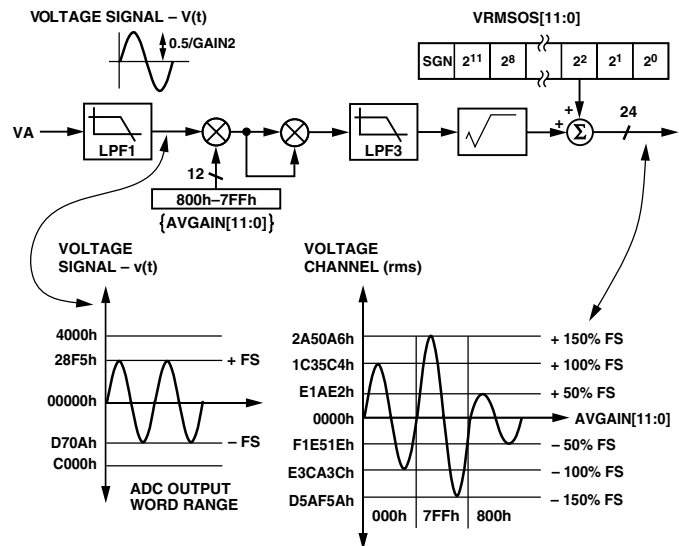 VOLTAGE SIGNAL – V(t)
0.5/GAIN2
VRMSOS[11:0]
SGN 2^11 2^8 2^2 2^1 2^0
VA
LPF1
12
800h–7FFh
{AVGAIN[11:0]}
LPF3
+
+
Σ
24
VOLTAGE
SIGNAL – v(t)
4000h
28F5h
+ FS
00000h
D70Ah
– FS
C000h
ADC OUTPUT
WORD RANGE
VOLTAGE
CHANNEL (rms)
2A50A6h
+ 150% FS
1C35C4h
+ 100% FS
E1AE2h
+ 50% FS
0000h
AVGAIN[11:0]
F1E51Eh
– 50% FS
E3CA3Ch
– 100% FS
D5AF5Ah
– 150% FS
000h 7FFh 800h